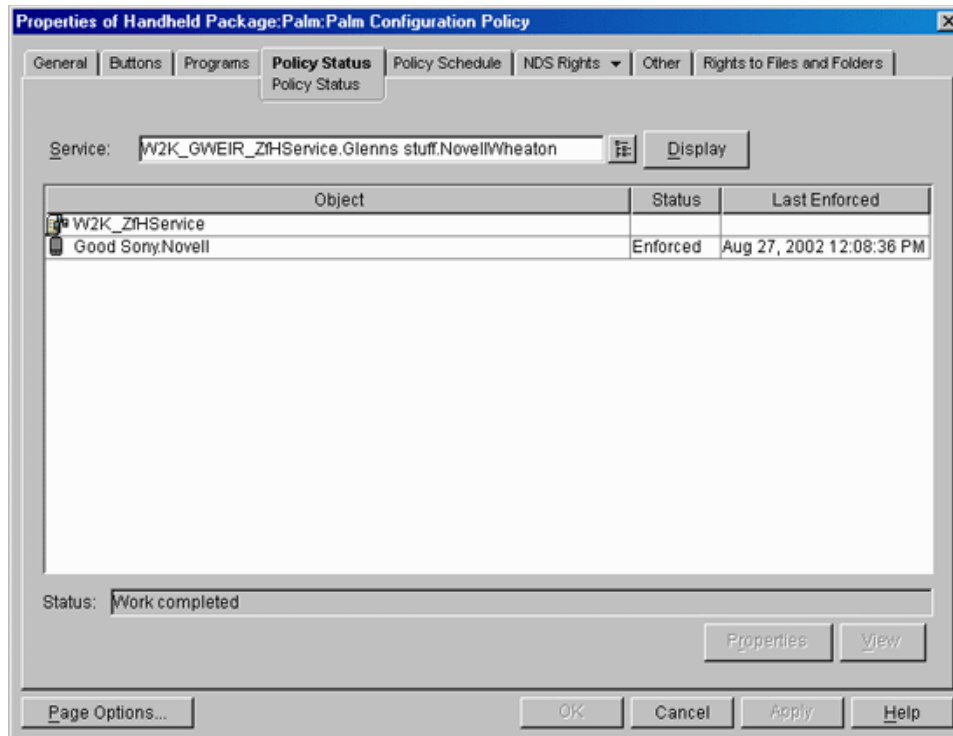 Properties of Handheld Package:Palm:Palm Configuration Policy
General Buttons Programs Policy Status Policy Schedule NDS Rights Other Rights to Files and Folders
Policy Status
Service: W2K_GWEIR_ZfHService.Glenns stuff.NovellWheaton Display
Object Status Last Enforced
W2K_ZfHService
Good Sony.Novell Enforced Aug 27, 2002 12:08:36 PM
Status: Work completed
Properties View
Page Options... OK Cancel Apply Help